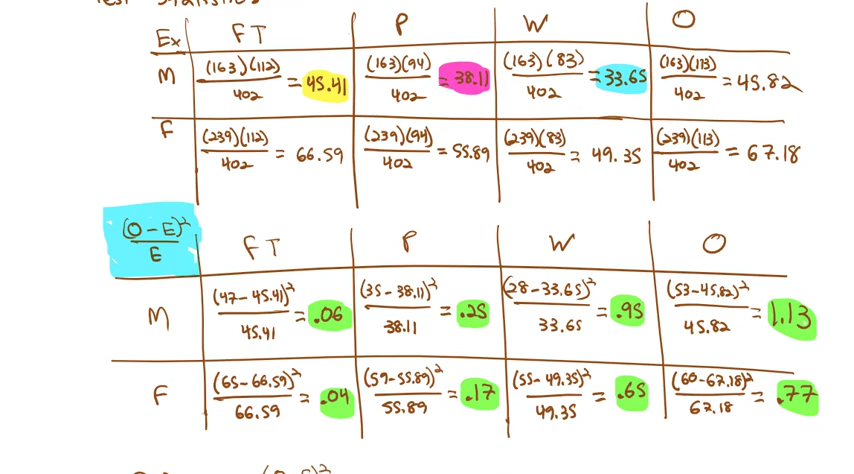 Test Statistics
Ex FT P W O
M (163)(112)/402 = 45.41 (163)(94)/402 = 38.11 (163)(83)/402 = 33.65 (163)(113)/402 = 45.82
F (239)(112)/402 = 66.59 (239)(94)/402 = 55.89 (239)(83)/402 = 49.35 (239)(113)/402 = 67.18
(O-E)²/E FT P W O
M (47-45.41)²/45.41 = .06 (35-38.11)²/38.11 = .25 (28-33.65)²/33.65 = .95 (53-45.82)²/45.82 = 1.13
F (65-66.59)²/66.59 = .04 (59-55.89)²/55.89 = .17 (55-49.35)²/49.35 = .65 (60-67.18)²/67.18 = .77